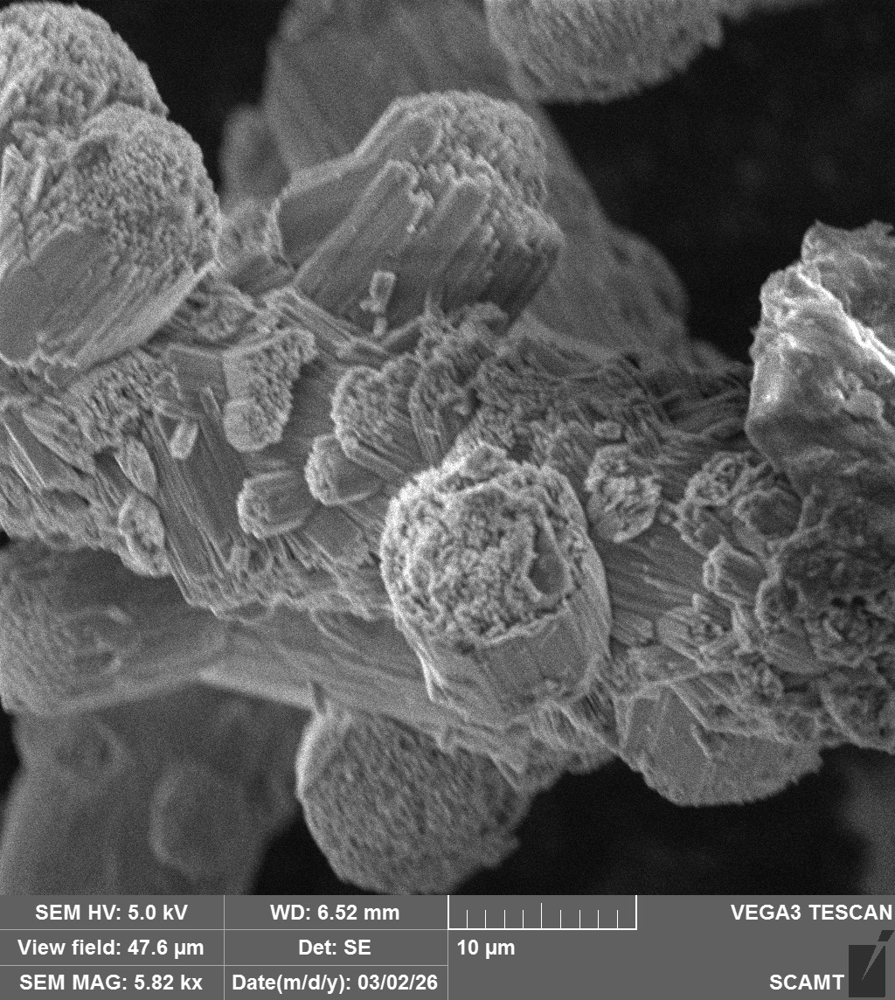 SEM HV: 5.0 kV WD: 6.52 mm VEGA3 TESCAN
View field: 47.6 µm Det: SE 10 µm
SEM MAG: 5.82 kx Date(m/d/y): 03/02/26 SCAMT